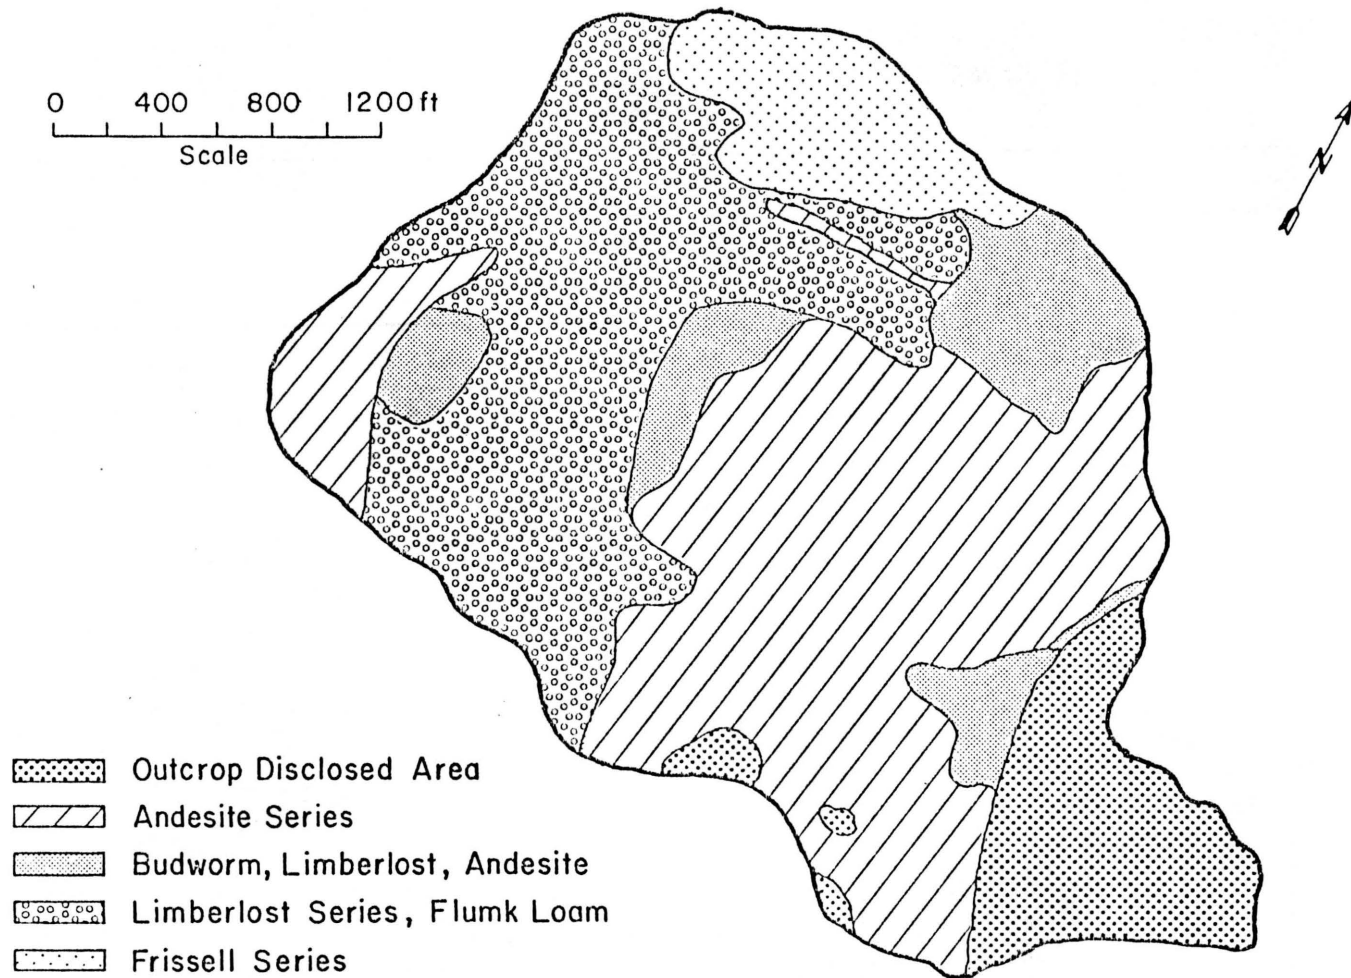 0 400 800 1200 ft
Scale
N
Outcrop Disclosed Area
Andesite Series
Budworm, Limberlost, Andesite
Limberlost Series, Flumk Loam
Frissell Series